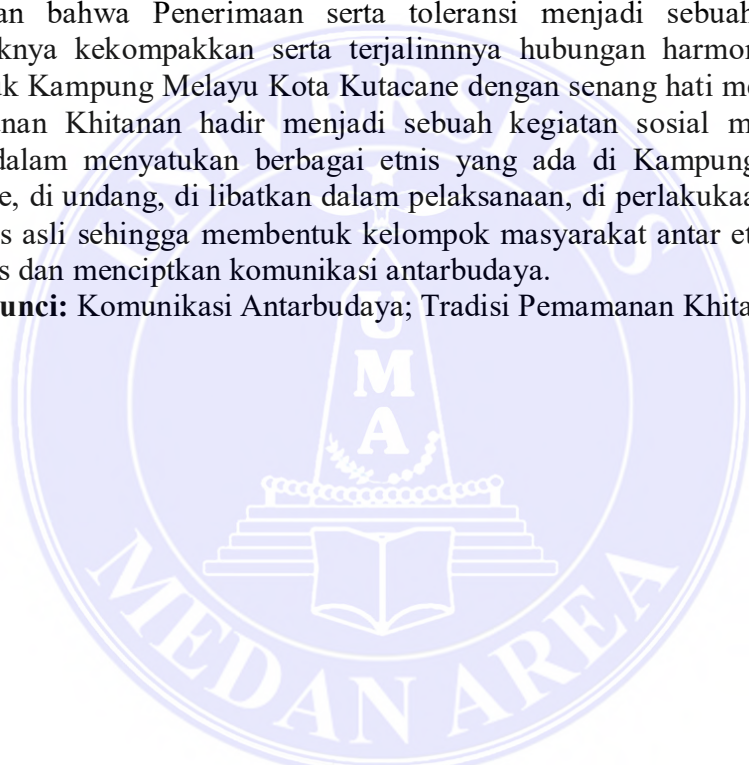 an bahwa Penerimaan serta toleransi menjadi sebuah
knya kekompakkan serta terjalinnnya hubungan harmon
uk Kampung Melayu Kota Kutacane dengan senang hati me
nan Khitanan hadir menjadi sebuah kegiatan sosial m
dalam menyatukan berbagai etnis yang ada di Kampung
e, di undang, di libatkan dalam pelaksanaan, di perlakukaa
s asli sehingga membentuk kelompok masyarakat antar et
s dan menciptkan komunikasi antarbudaya.
unci: Komunikasi Antarbudaya; Tradisi Pemamanan Khita
UNIVERSITAS
UMA
MEDAN AREA